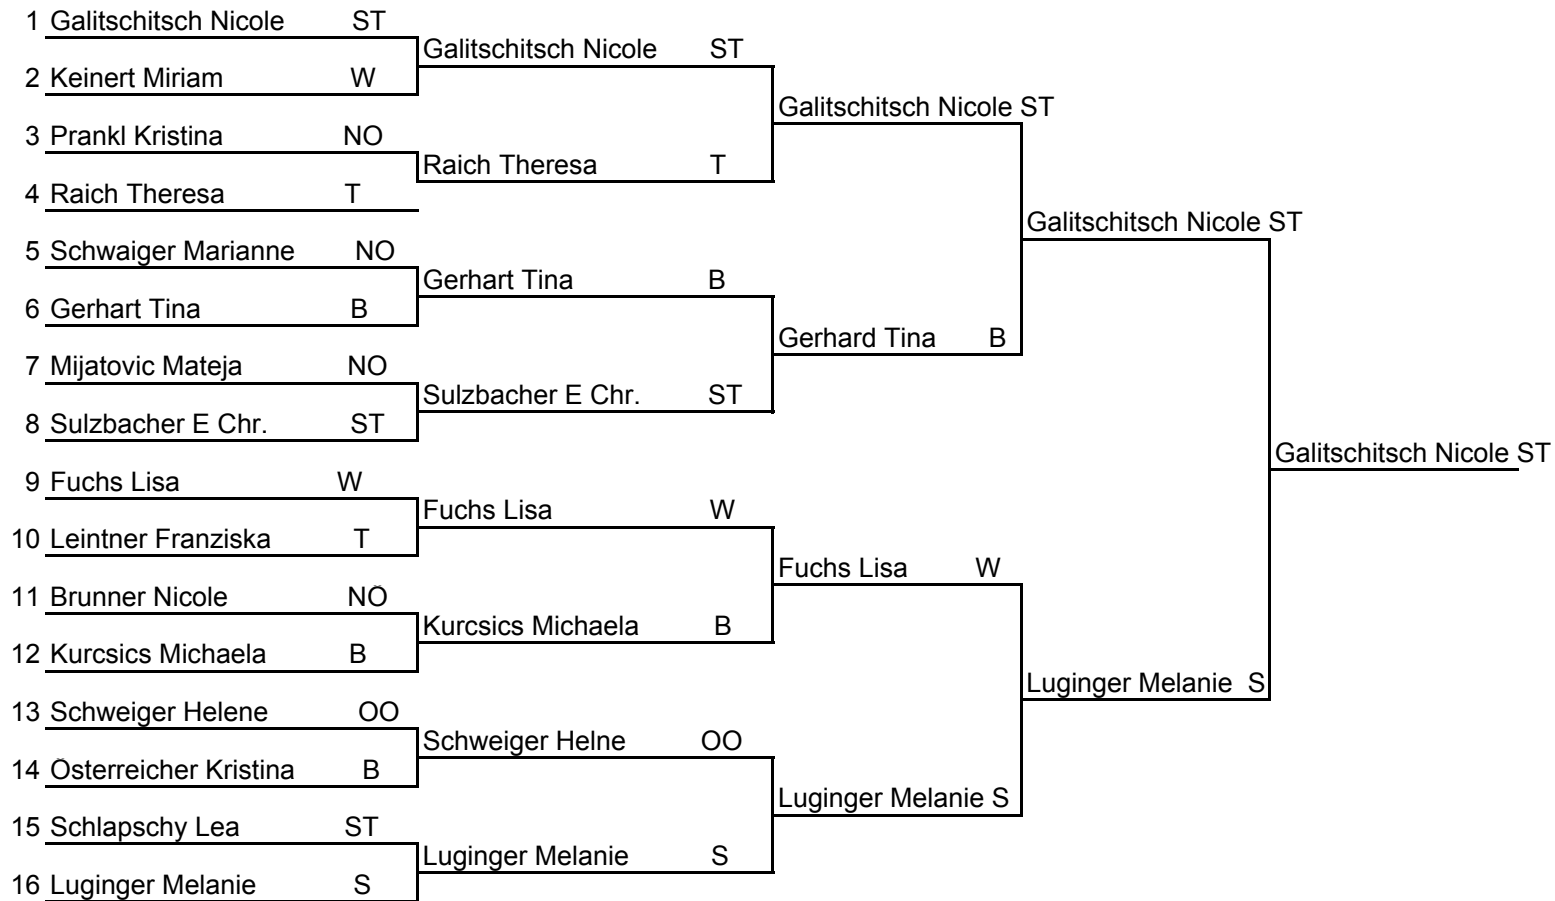 1 Galitschitsch Nicole ST
Galitschitsch Nicole ST
2 Keinert Miriam W
Galitschitsch Nicole ST
3 Prankl Kristina NO
Raich Theresa T
4 Raich Theresa T
Galitschitsch Nicole ST
5 Schwaiger Marianne NO
Gerhart Tina B
6 Gerhart Tina B
Gerhard Tina B
7 Mijatovic Mateja NO
Sulzbacher E Chr. ST
8 Sulzbacher E Chr. ST
Galitschitsch Nicole ST
9 Fuchs Lisa W
Fuchs Lisa W
10 Leintner Franziska T
Fuchs Lisa W
11 Brunner Nicole NÖ
Kurcsics Michaela B
12 Kurcsics Michaela B
Luginger Melanie S
13 Schweiger Helene OO
Schweiger Helne OO
14 Österreicher Kristina B
Luginger Melanie S
15 Schlapschy Lea ST
Luginger Melanie S
16 Luginger Melanie S